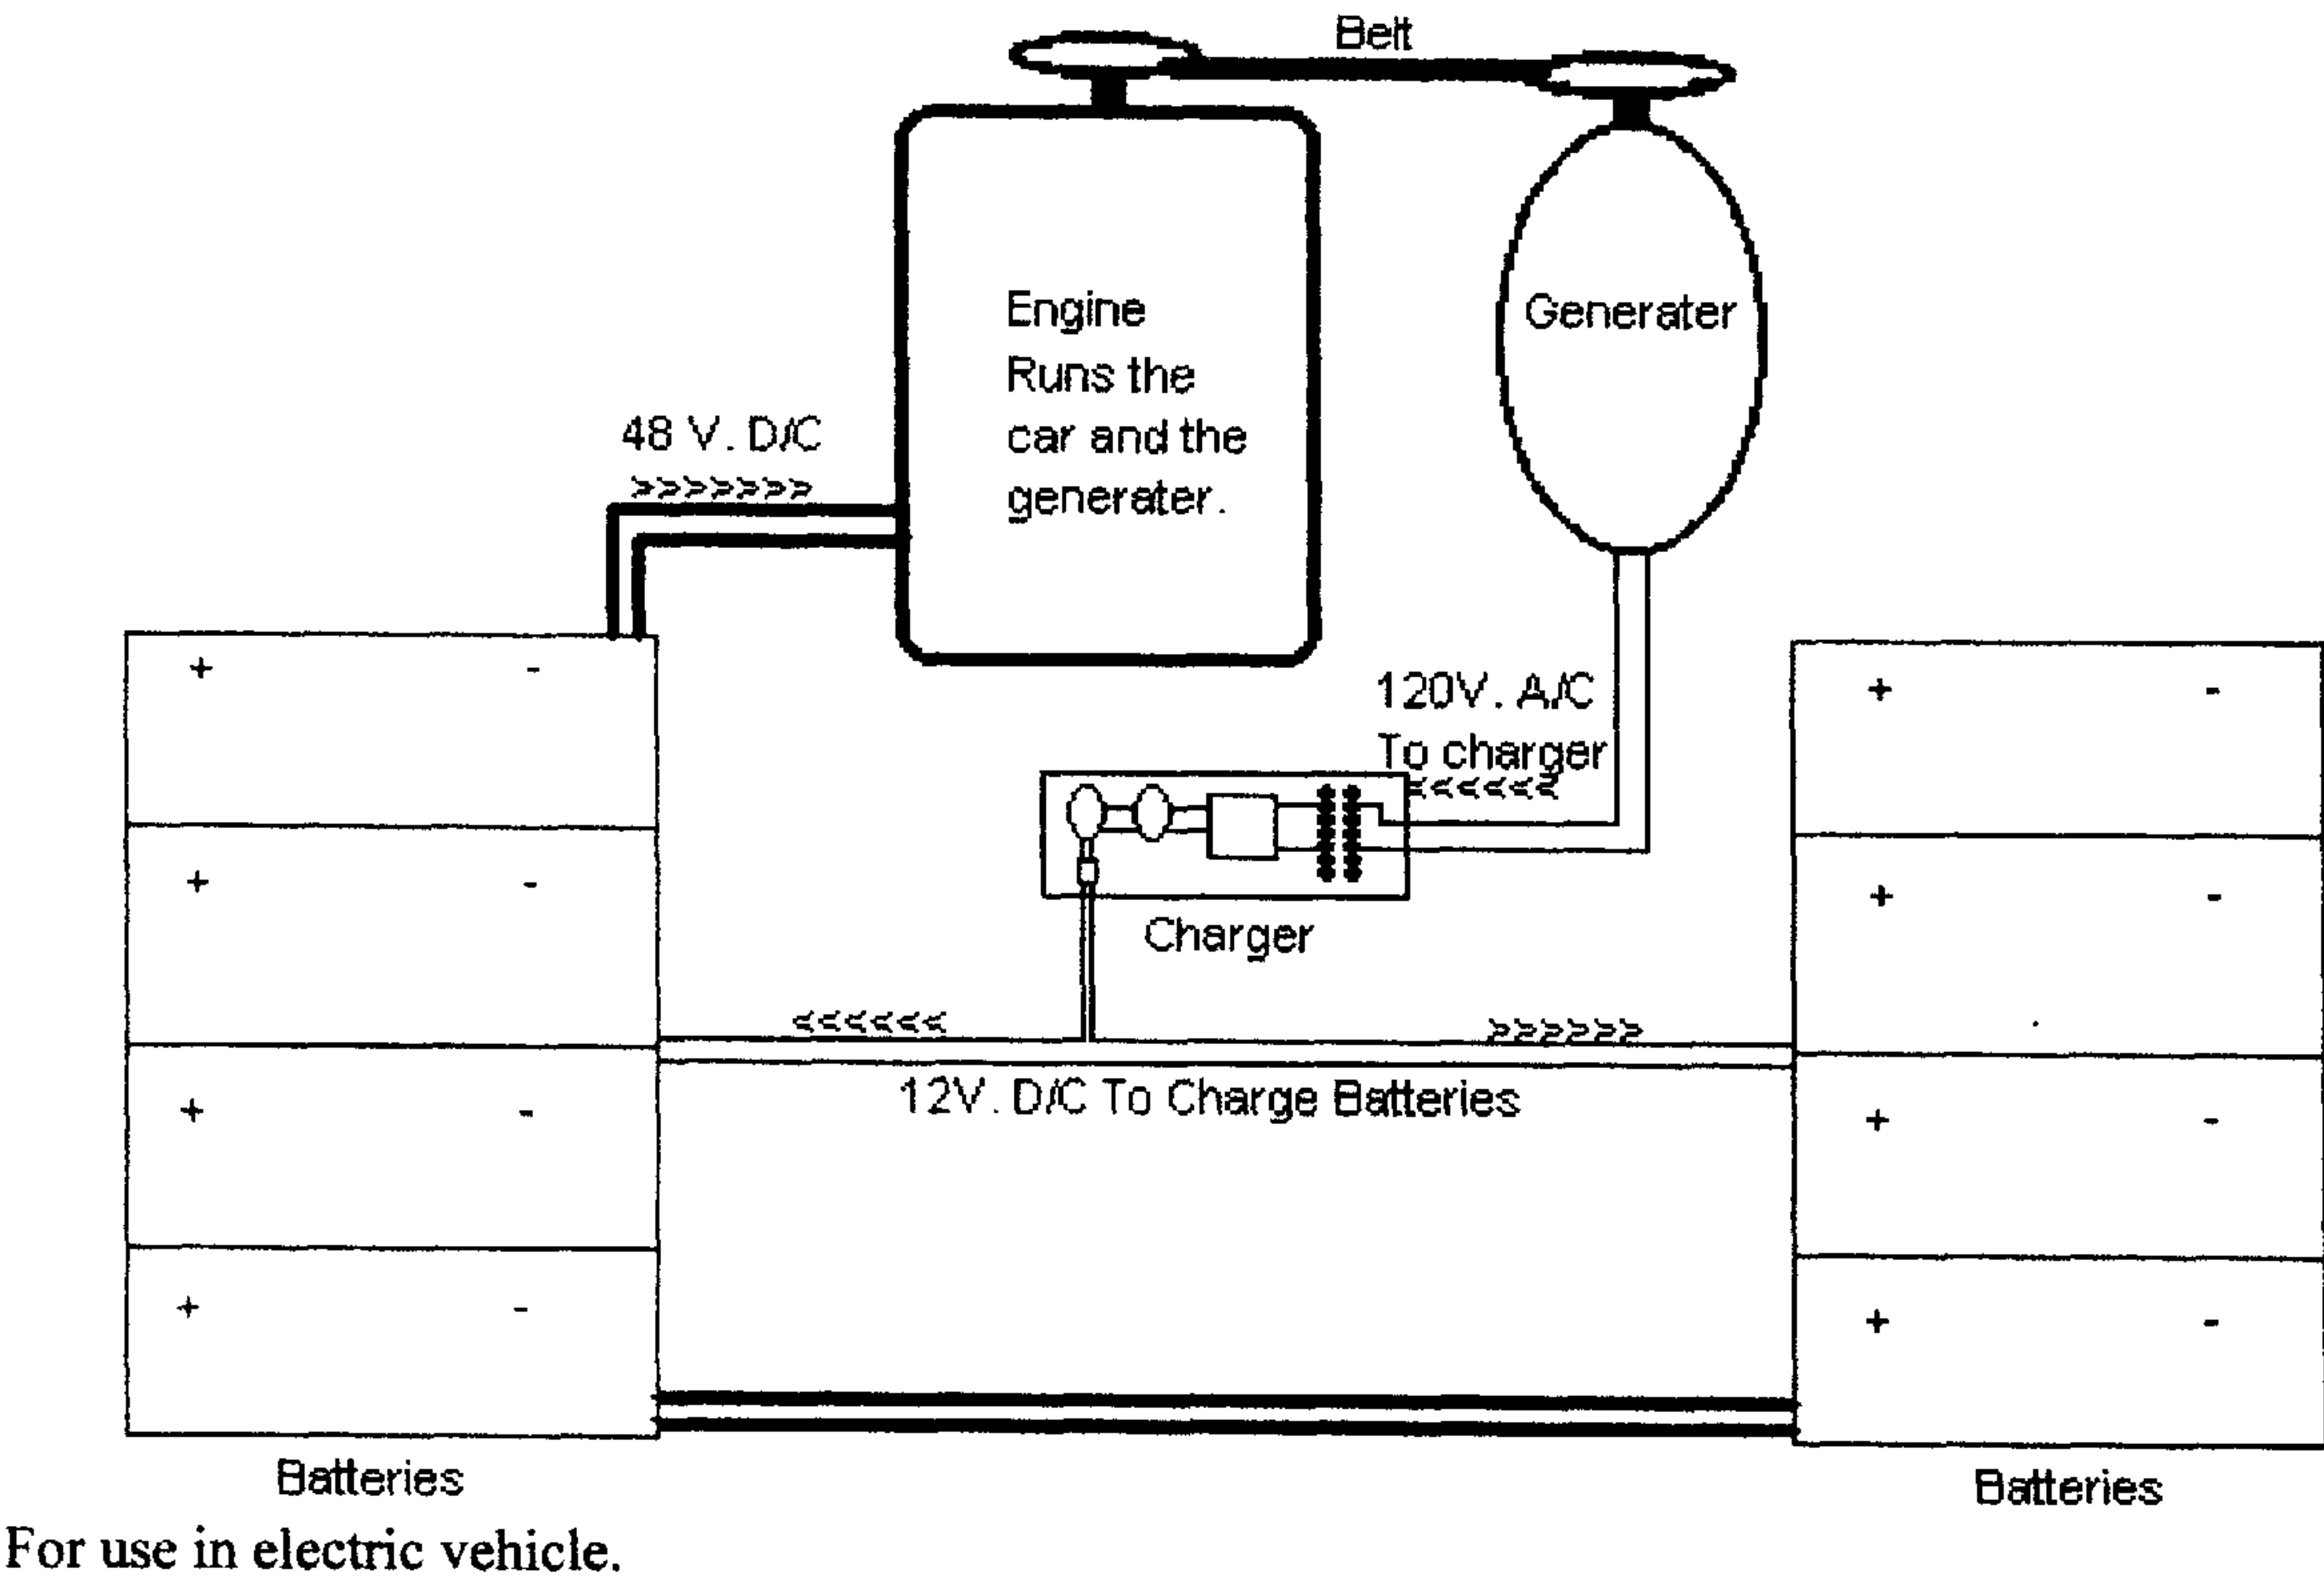 Belt
Engine
Runs the
car and the
generater.
Generater
48 V. D/C
>>>>>>>
120V. A/C
To charger
<<<<<<
+ -
+ -
+ -
+ -
+ -
+ -
+ -
+ -
Charger
<<<<<<
>>>>>>
12V. D/C To Charge Batteries
Batteries
Batteries
For use in electric vehicle.